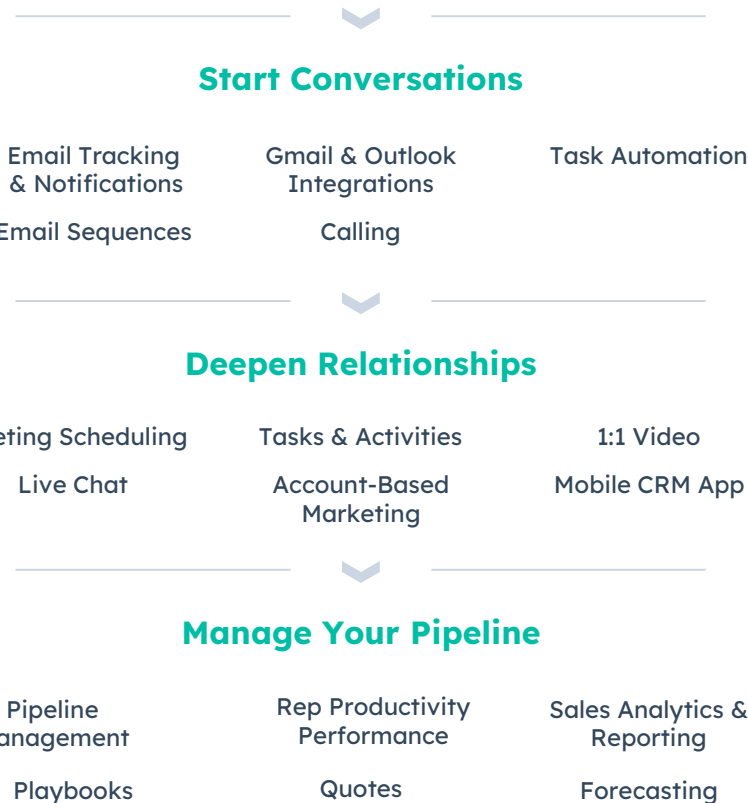 Start Conversations
Email Tracking
& Notifications
Gmail & Outlook
Integrations
Task Automation
Email Sequences
Calling
Deepen Relationships
eting Scheduling
Tasks & Activities
1:1 Video
Live Chat
Account-Based
Marketing
Mobile CRM App
Manage Your Pipeline
Pipeline
anagement
Rep Productivity
Performance
Sales Analytics &
Reporting
Playbooks
Quotes
Forecasting